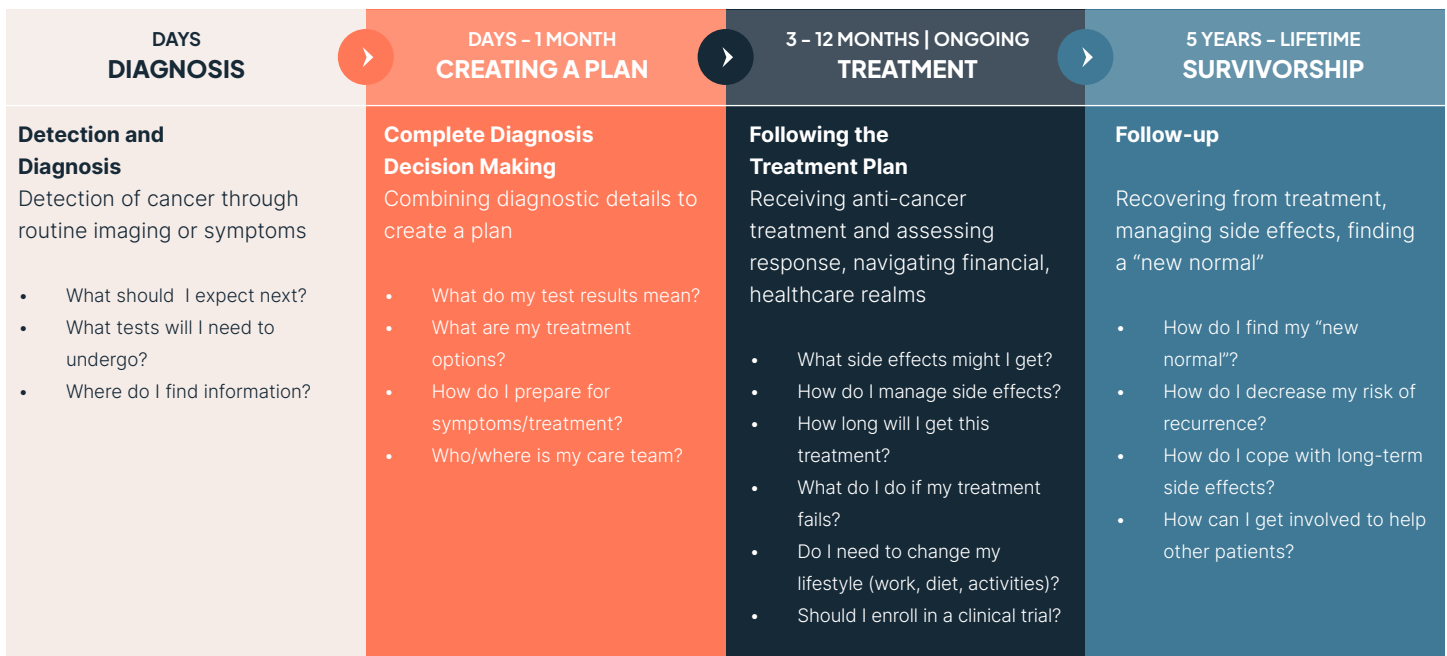 DAYS
DIAGNOSIS
Detection and
Diagnosis
Detection of cancer through
routine imaging or symptoms
• What should  I expect next?
• What tests will I need to
undergo?
• Where do I find information?
DAYS – 1 MONTH
CREATING A PLAN
Complete Diagnosis
Decision Making
Combining diagnostic details to
create a plan
• What do my test results mean?
• What are my treatment
options?
• How do I prepare for
symptoms/treatment?
• Who/where is my care team?
3 – 12 MONTHS | ONGOING
TREATMENT
Following the
Treatment Plan
Receiving anti-cancer
treatment and assessing
response, navigating financial,
healthcare realms
• What side effects might I get?
• How do I manage side effects?
• How long will I get this
treatment?
• What do I do if my treatment
fails?
• Do I need to change my
lifestyle (work, diet, activities)?
• Should I enroll in a clinical trial?
5 YEARS – LIFETIME
SURVIVORSHIP
Follow-up
Recovering from treatment,
managing side effects, finding
a “new normal”
• How do I find my “new
normal”?
• How do I decrease my risk of
recurrence?
• How do I cope with long-term
side effects?
• How can I get involved to help
other patients?